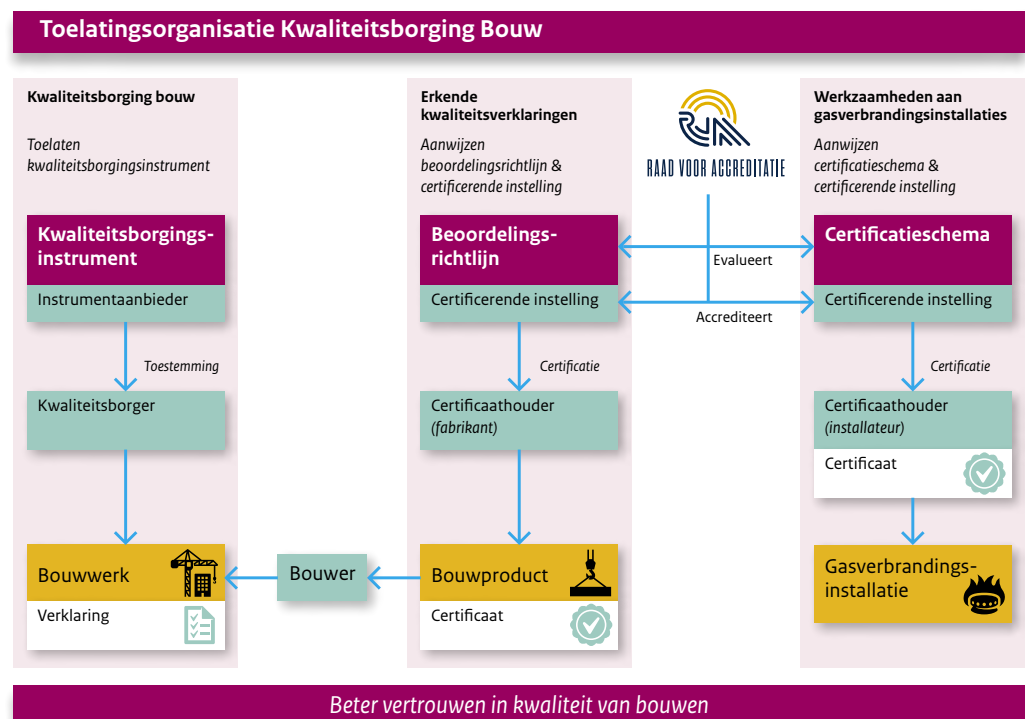 Toelatingsorganisatie Kwaliteitsborging Bouw
Kwaliteitsborging bouw
Toelaten
kwaliteitsborgingsinstrument
Kwaliteitsborgings-
instrument
Instrumentaanbieder
Toestemming
Kwaliteitsborger
Bouwwerk
Verklaring
Bouwer
Erkende
kwaliteitsverklaringen
Aanwijzen
beoordelingsrichtlijn &
certificerende instelling
Beoordelings-
richtlijn
Certificerende instelling
Certificatie
Certificaathouder
(fabrikant)
Bouwproduct
Certificaat
RAAD VOOR ACCREDITATIE
Evalueert
Accrediteert
Werkzaamheden aan
gasverbrandingsinstallaties
Aanwijzen
certificatieschema &
certificerende instelling
Certificatieschema
Certificerende instelling
Certificatie
Certificaathouder
(installateur)
Certificaat
Gasverbrandings-
installatie
Beter vertrouwen in kwaliteit van bouwen